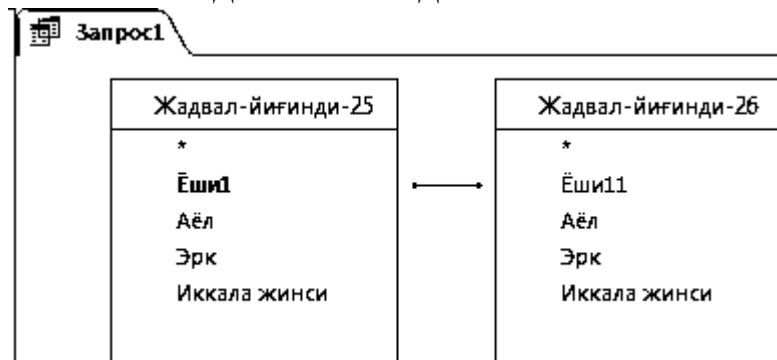 Запрос1
Жадвал-йиғинди-25
*
Ёши1
Аёл
Эрк
Иккала жинси
Жадвал-йиғинди-26
*
Ёши11
Аёл
Эрк
Иккала жинси